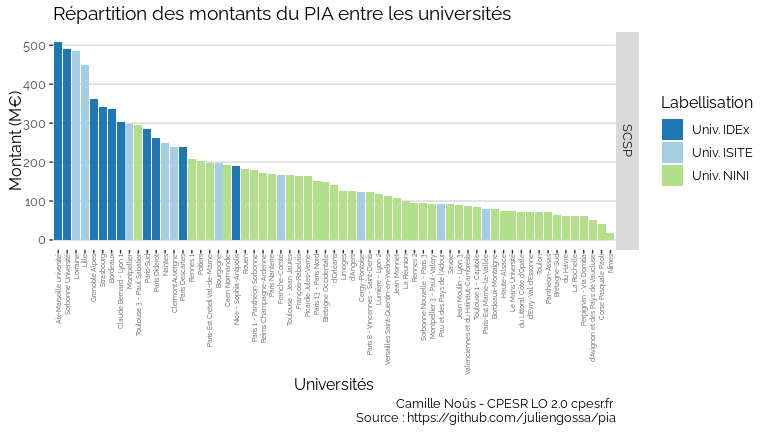 Répartition des montants du PIA entre les universités
Montant (M€)
500
400
300
200
100
0
SCSP
Labellisation
Univ. IDEx
Univ. ISITE
Univ. NINI
Aix-Marseille université
Sorbonne Université
Lorraine
Lille
Grenoble Alpes
Strasbourg
Bordeaux
Claude Bernard - Lyon 1
Montpellier
Toulouse 3 - Paul Sabatier
Paris-Sud
Paris Diderot
Nantes
Clermont Auvergne
Paris Descartes
Rennes 1
Poitiers
Paris-Est Créteil Val-de-Marne
Bourgogne
Caen Normandie
Nice - Sophia-Antipolis
Rouen
Paris 1 - Panthéon Sorbonne
Reims Champagne-Ardenne
Paris Nanterre
Franche-Comté
Toulouse - Jean Jaurès
François-Rabelais
Picardie Jules-Verne
Paris 13 - Paris Nord
Bretagne Occidentale
d'Orléans
Limoges
d'Angers
Cergy-Pontoise
Paris 8 - Vincennes - Saint-Denis
Lumière - Lyon 2
Versailles Saint-Quentin-en-Yvelines
Jean Monnet
La Réunion
Rennes 2
Sorbonne Nouvelle - Paris 3
Montpellier 3 - Paul-Valéry
Pau et des Pays de l'Adour
Savoie
Jean Moulin - Lyon 3
Valenciennes et du Hainaut-Cambrésis
Toulouse 1 - Capitole
Paris-Est Marne-la-Vallée
Bordeaux-Montaigne
Haute-Alsace
Le Mans Université
du Littoral Côte d'Opale
d'Evry-Val d'Essonne
Toulon
Panthéon-Assas
Bretagne-Sud
du Havre
La Rochelle
Perpignan - Via Domitia
d'Artois
d'Avignon et des Pays de Vaucluse
Corse Pasquale Paoli
Nîmes
Universités
Camille Noûs - CPESR LO 2.0 cpesr.fr
Source : https://github.com/juliengossa/pia